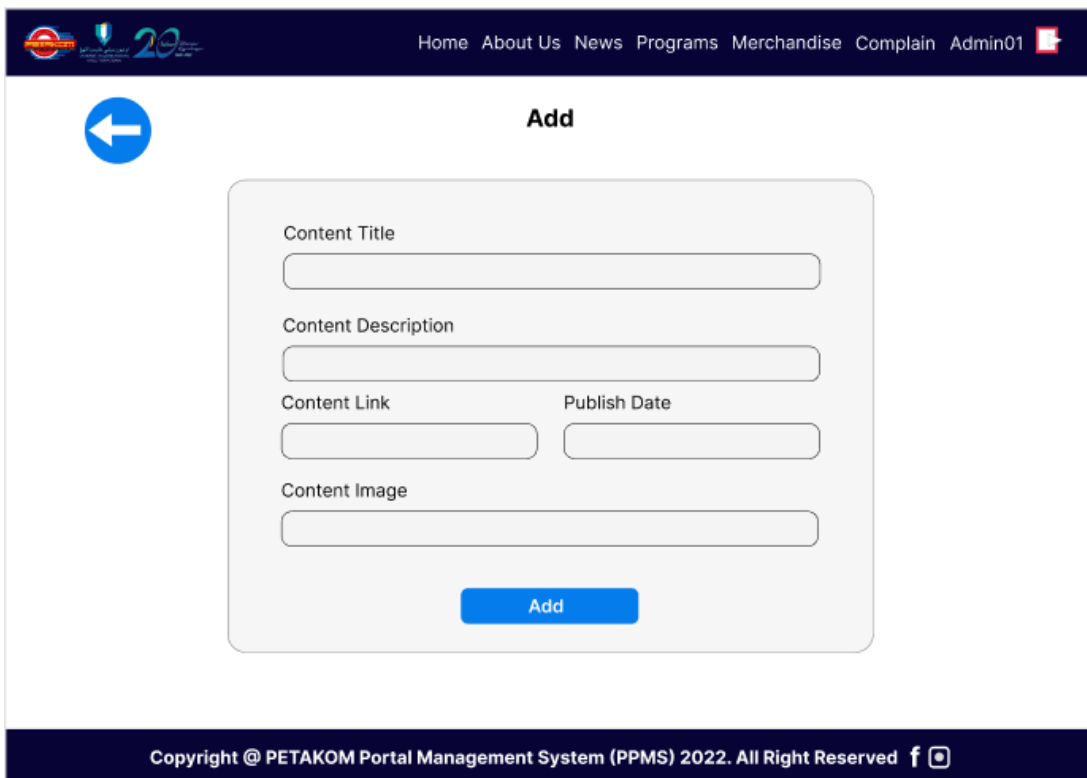 20
Home About Us News Programs Merchandise Complain Admin01
Add
Content Title
Content Description
Content Link Publish Date
Content Image
Add
Copyright @ PETAKOM Portal Management System (PPMS) 2022. All Right Reserved